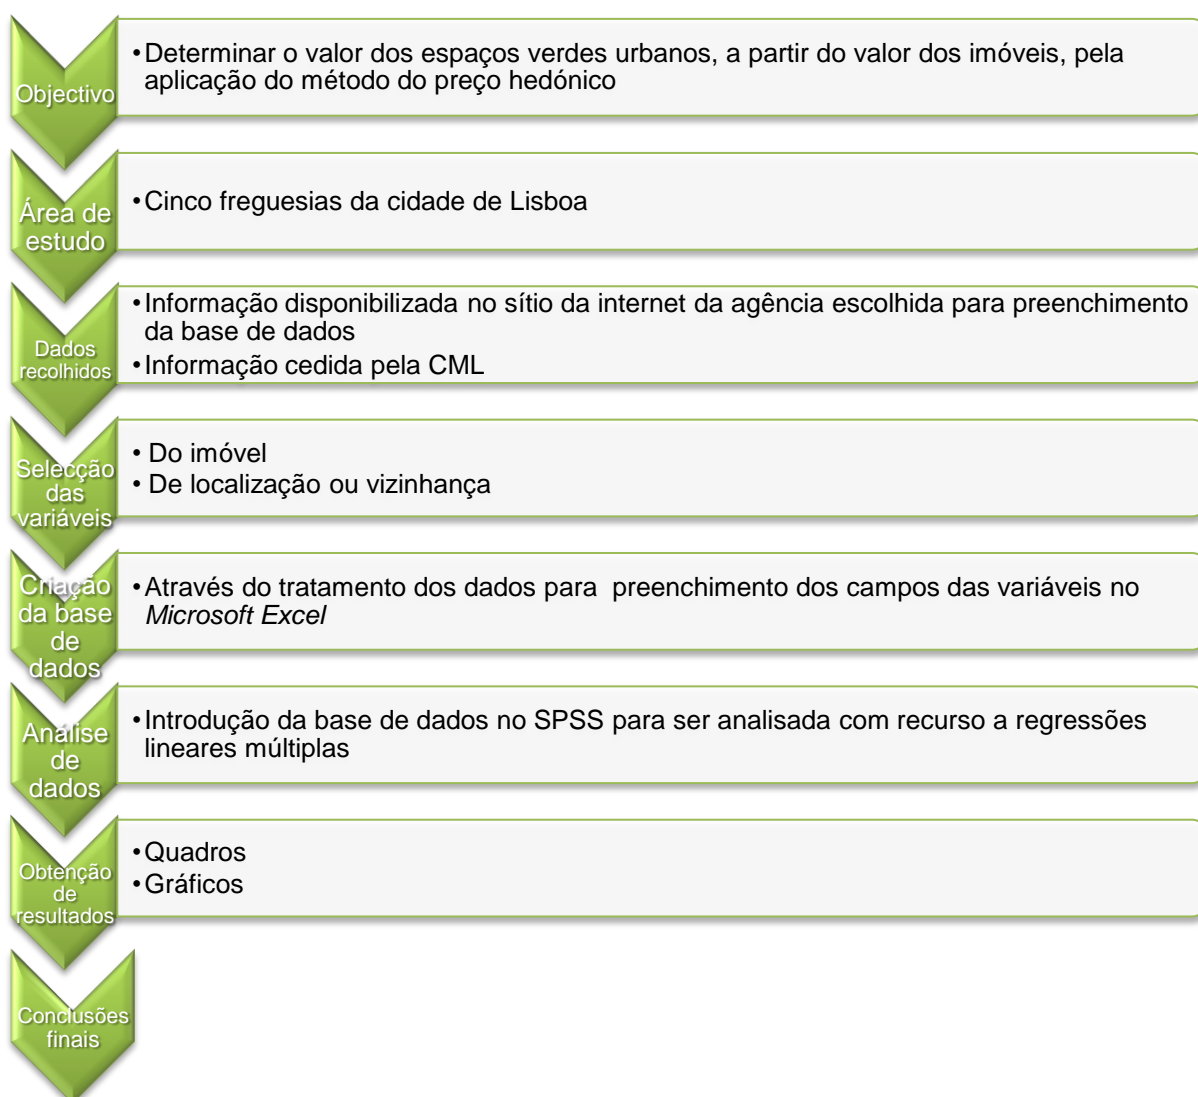 Objectivo
•Determinar o valor dos espaços verdes urbanos, a partir do valor dos imóveis, pela
aplicação do método do preço hedónico
Área de
estudo
•Cinco freguesias da cidade de Lisboa
Dados
recolhidos
•Informação disponibilizada no sítio da internet da agência escolhida para preenchimento
da base de dados
•Informação cedida pela CML
Selecção
das
variáveis
• Do imóvel
• De localização ou vizinhança
Criação
da base
de
dados
•Através do tratamento dos dados para preenchimento dos campos das variáveis no
Microsoft Excel
Análise
de
dados
•Introdução da base de dados no SPSS para ser analisada com recurso a regressões
lineares múltiplas
Obtenção
de
resultados
•Quadros
•Gráficos
Conclusões
finais